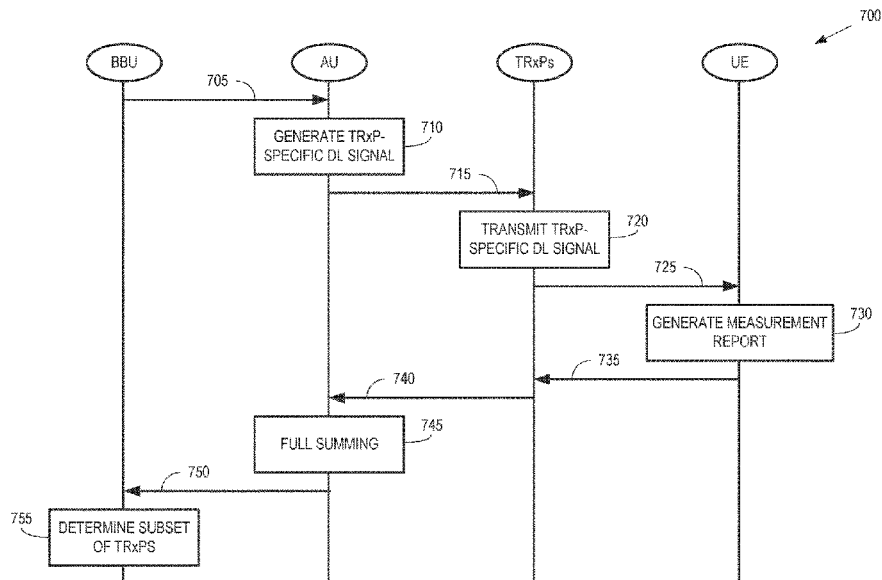 700
BBU
AU
TRxPs
UE
705
GENERATE TRxP-
SPECIFIC DL SIGNAL
710
715
TRANSMIT TRxP-
SPECIFIC DL SIGNAL
720
725
GENERATE MEASUREMENT
REPORT
730
735
740
FULL SUMMING
745
750
755
DETERMINE SUBSET
OF TRxPS